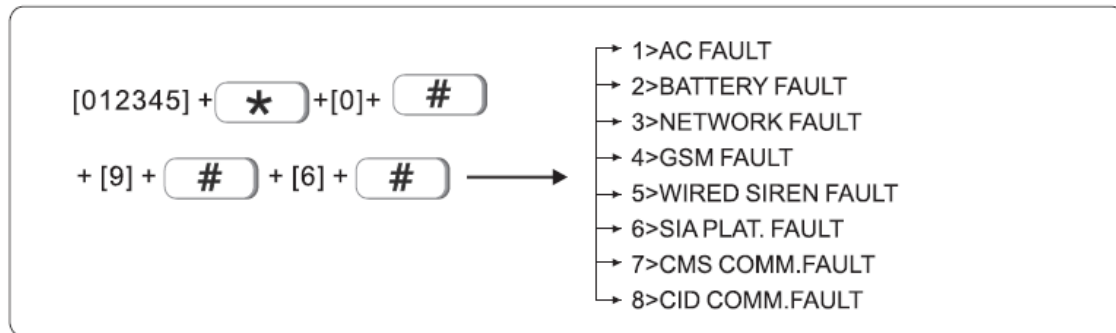 [012345] + * +[0]+ #
+ [9] + # + [6] + #
1>AC FAULT
2>BATTERY FAULT
3>NETWORK FAULT
4>GSM FAULT
5>WIRED SIREN FAULT
6>SIA PLAT. FAULT
7>CMS COMM.FAULT
8>CID COMM.FAULT